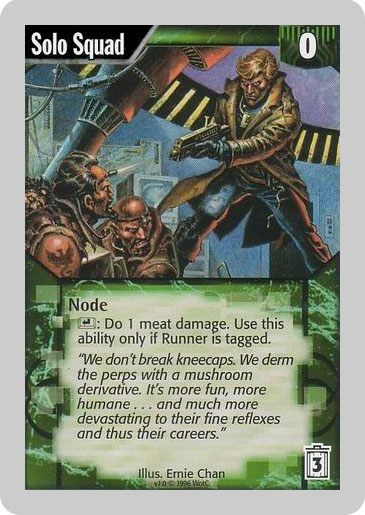 Solo Squad
0
Node
: Do 1 meat damage. Use this
ability only if Runner is tagged.
"We don't break kneecaps. We derm
the perps with a mushroom
derivative. It's more fun, more
humane . . . and much more
devastating to their fine reflexes
and thus their careers."
Illus. Ernie Chan
v1.0 © 1996 WotC
3